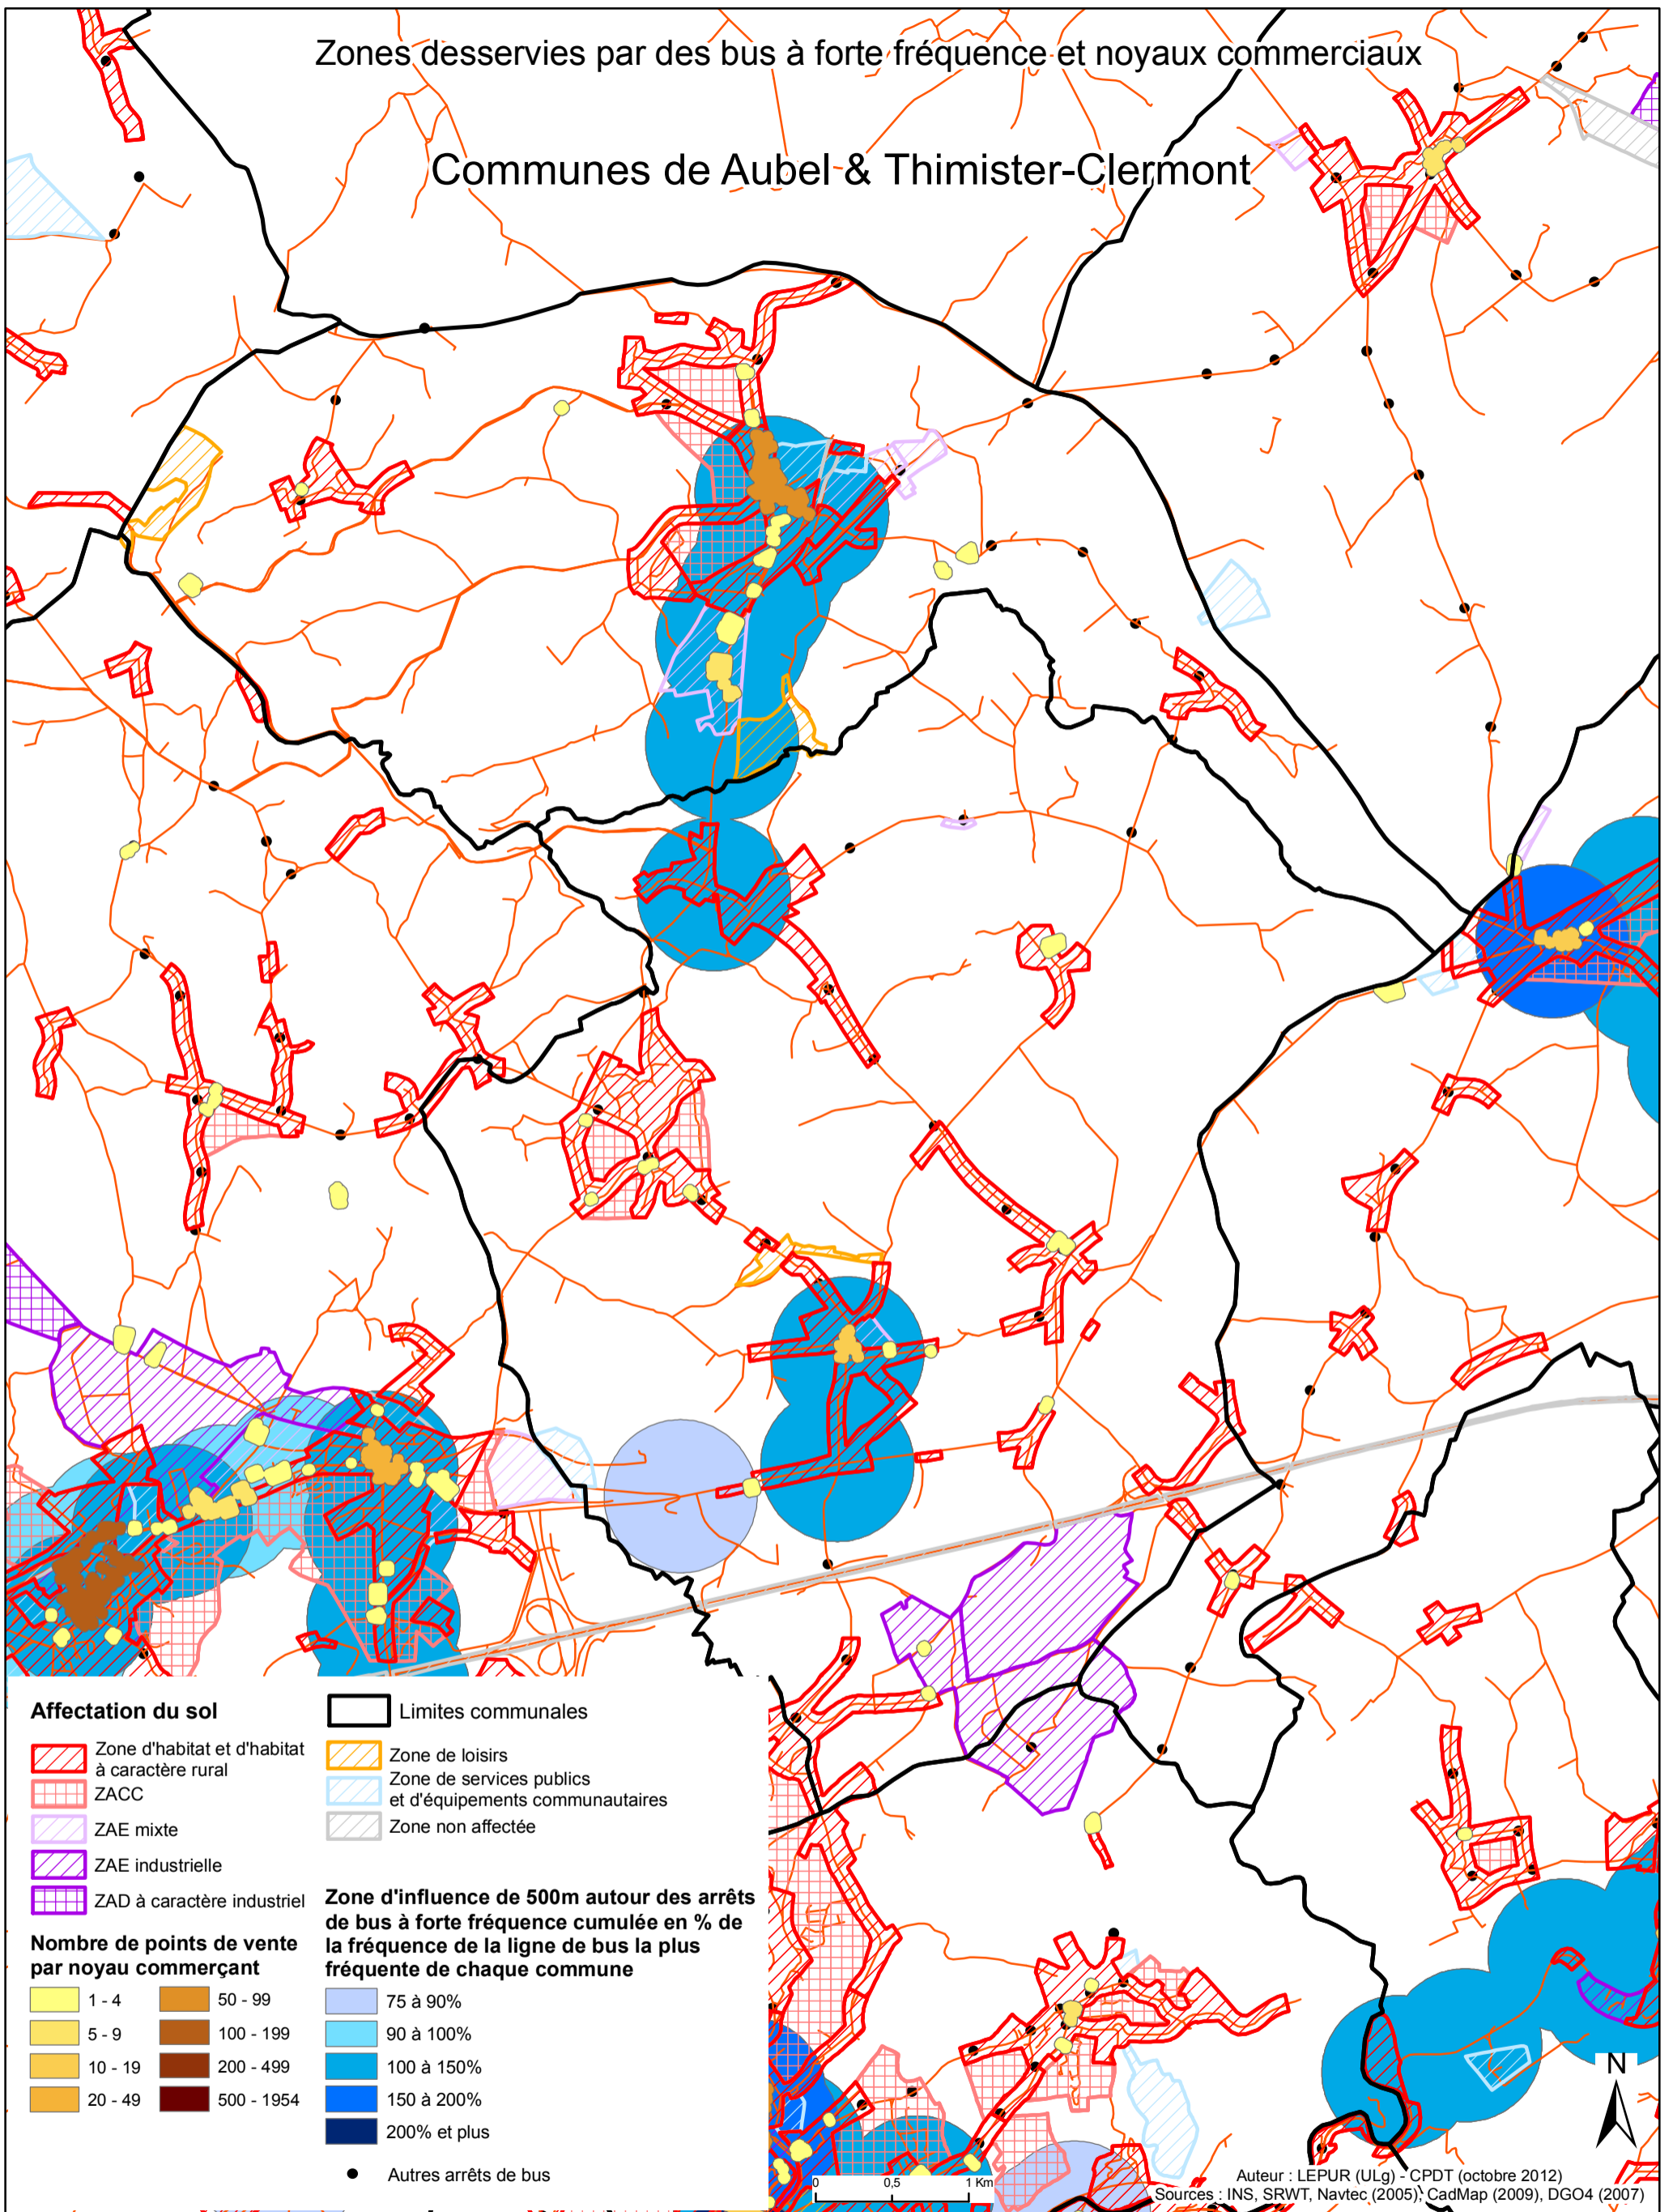 Zones desservies par des bus à forte fréquence et noyaux commerciaux
Communes de Aubel & Thimister-Clermont
Affectation du sol
Zone d'habitat et d'habitat
à caractère rural
ZACC
ZAE mixte
ZAE industrielle
ZAD à caractère industriel
Nombre de points de vente
par noyau commerçant
1 - 4
5 - 9
10 - 19
20 - 49
50 - 99
100 - 199
200 - 499
500 - 1954
Limites communales
Zone de loisirs
Zone de services publics
et d'équipements communautaires
Zone non affectée
Zone d'influence de 500m autour des arrêts
de bus à forte fréquence cumulée en % de
la fréquence de la ligne de bus la plus
fréquente de chaque commune
75 à 90%
90 à 100%
100 à 150%
150 à 200%
200% et plus
Autres arrêts de bus
0 0,5 1 Km
N
Auteur : LEPUR (ULg) - CPDT (octobre 2012)
Sources : INS, SRWT, Navtec (2005), CadMap (2009), DGO4 (2007)